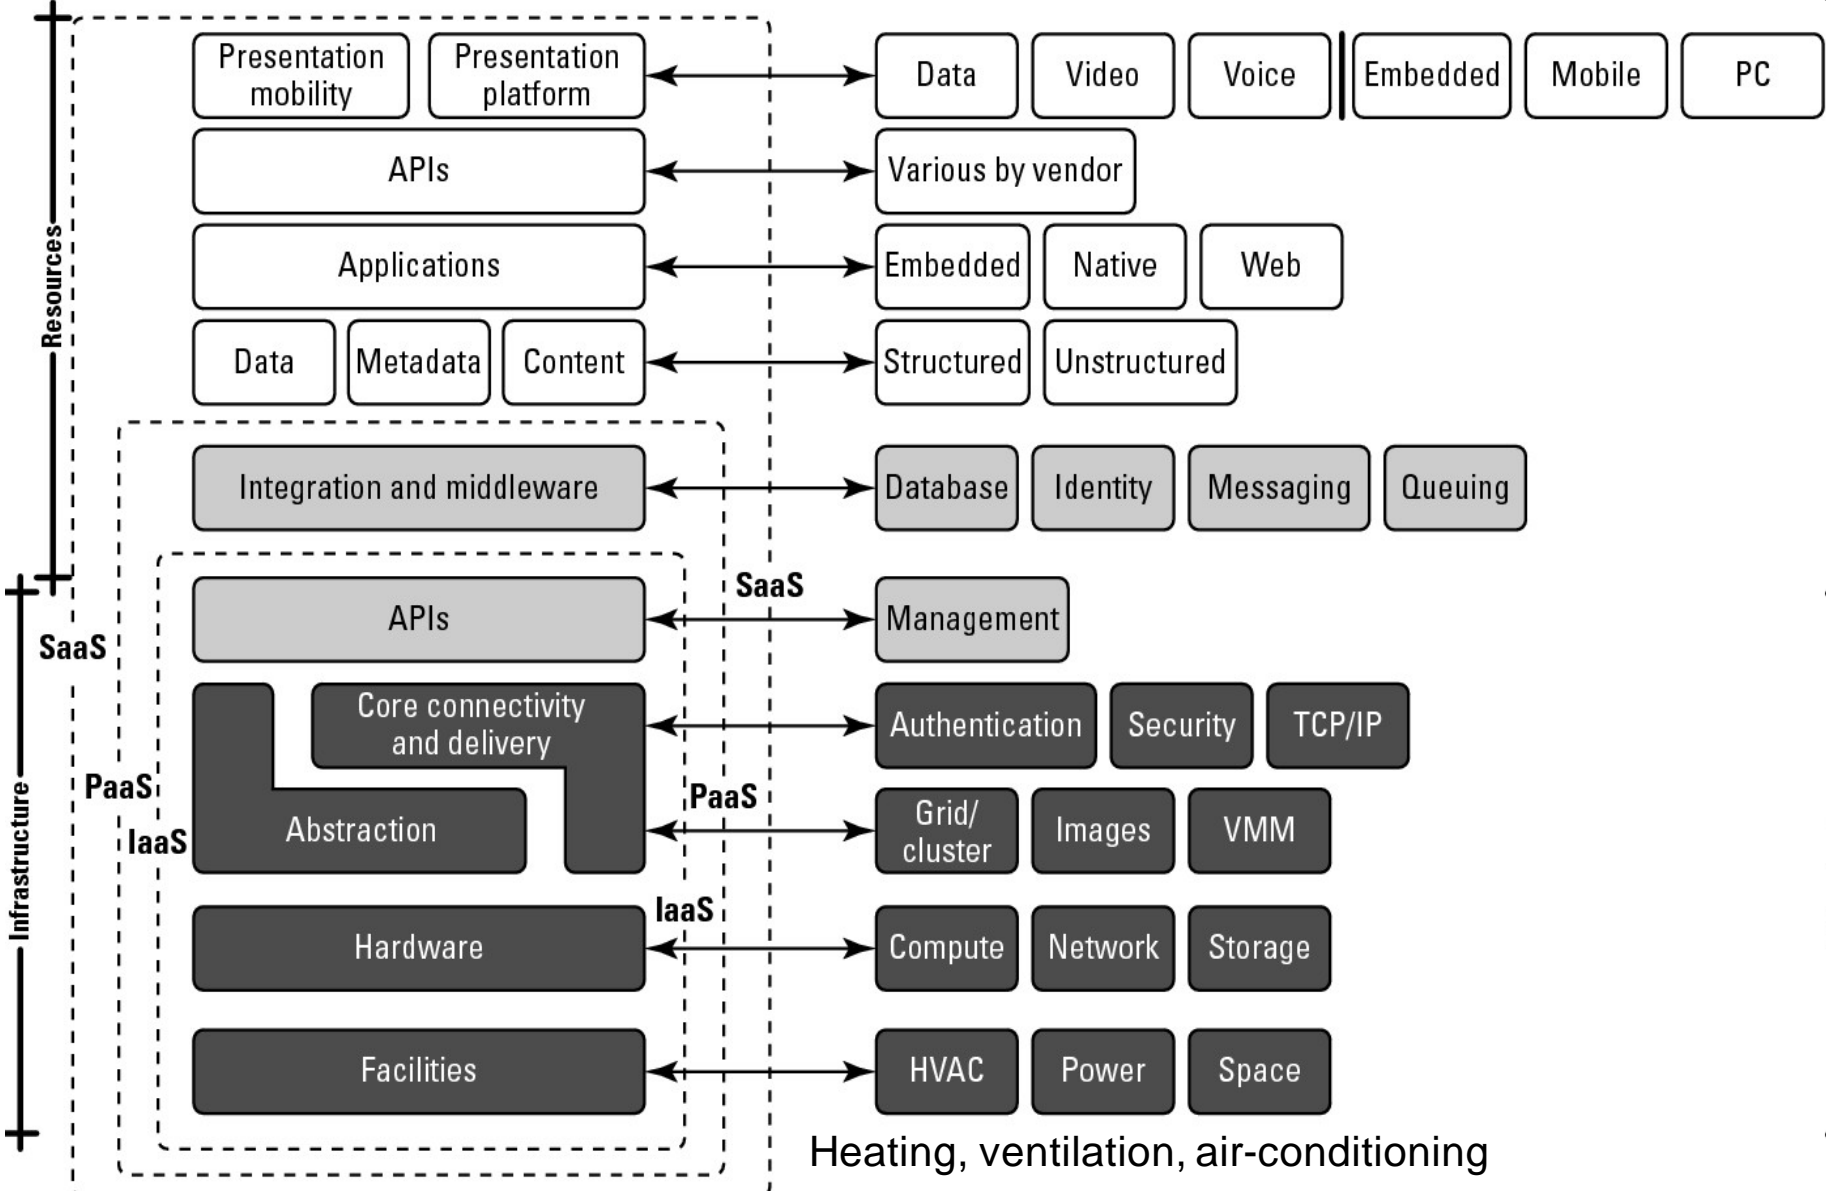 Presentation
mobility
Presentation
platform
Data
Video
Voice
Embedded
Mobile
PC
APIs
Various by vendor
Applications
Embedded
Native
Web
Resources
Data
Metadata
Content
Structured
Unstructured
Integration and middleware
Database
Identity
Messaging
Queuing
SaaS
APIs
Management
SaaS
Core connectivity
and delivery
Authentication
Security
TCP/IP
PaaS
PaaS
IaaS
Abstraction
Grid/
cluster
Images
VMM
Infrastructure
IaaS
Hardware
Compute
Network
Storage
Facilities
HVAC
Power
Space
Heating, ventilation, air-conditioning